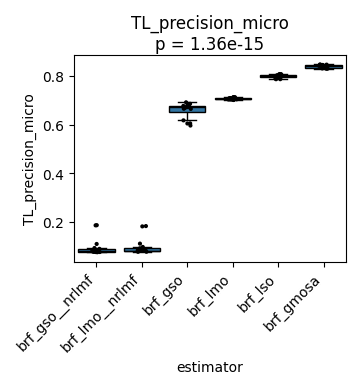 TL_precision_micro
p = 1.36e-15
TL_precision_micro
0.8
0.6
0.4
0.2
brf_gso__nrlmf
brf_lmo__nrlmf
brf_gso
brf_lmo
brf_lso
brf_gmosa
estimator